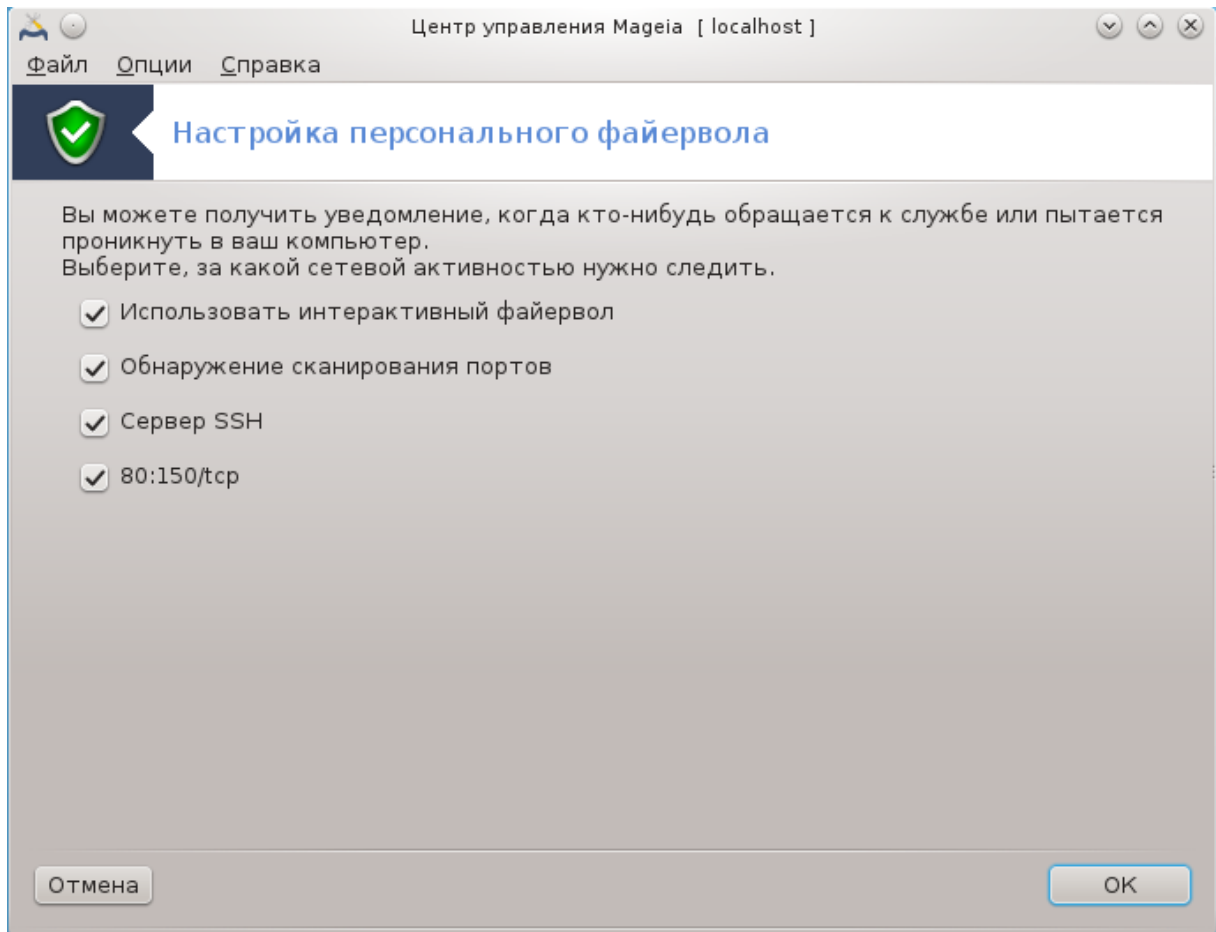 Центр управления Mageia [ localhost ]
Файл Опции Справка
Настройка персонального файервола
Вы можете получить уведомление, когда кто-нибудь обращается к службе или пытается
проникнуть в ваш компьютер.
Выберите, за какой сетевой активностью нужно следить.
Использовать интерактивный файервол
Обнаружение сканирования портов
Сервер SSH
80:150/tcp
Отмена
OK